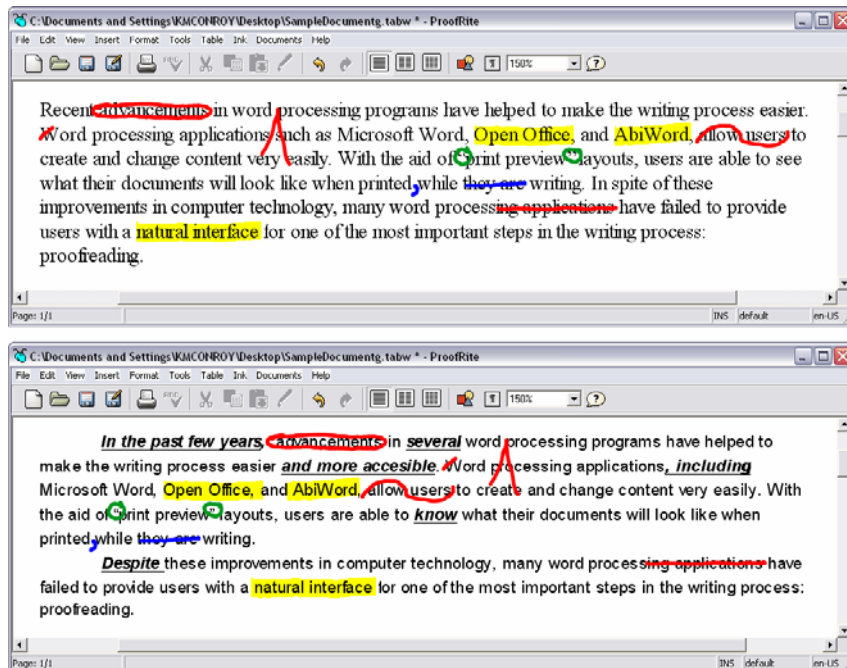 C:\Documents and Settings\KMCONROY\Desktop\SampleDocumentg.tabw * - ProofRite
File Edit View Insert Format Tools Table Ink Documents Help
150%
Recent advancements in word processing programs have helped to make the writing process easier.
Word processing applications such as Microsoft Word, Open Office, and AbiWord, allow users to
create and change content very easily. With the aid of "print preview" layouts, users are able to see
what their documents will look like when printed, while they are writing. In spite of these
improvements in computer technology, many word processing applications have failed to provide
users with a natural interface for one of the most important steps in the writing process:
proofreading.
Page: 1/1 INS default en-US
C:\Documents and Settings\KMCONROY\Desktop\SampleDocumentg.tabw * - ProofRite
File Edit View Insert Format Tools Table Ink Documents Help
150%
In the past few years, advancements in several word processing programs have helped to
make the writing process easier and more accesible. Word processing applications, including
Microsoft Word, Open Office, and AbiWord, allow users to create and change content very easily. With
the aid of "print preview" layouts, users are able to know what their documents will look like when
printed, while they are writing.
Despite these improvements in computer technology, many word processing applications have
failed to provide users with a natural interface for one of the most important steps in the writing process:
proofreading.
Page: 1/1 INS default en-US